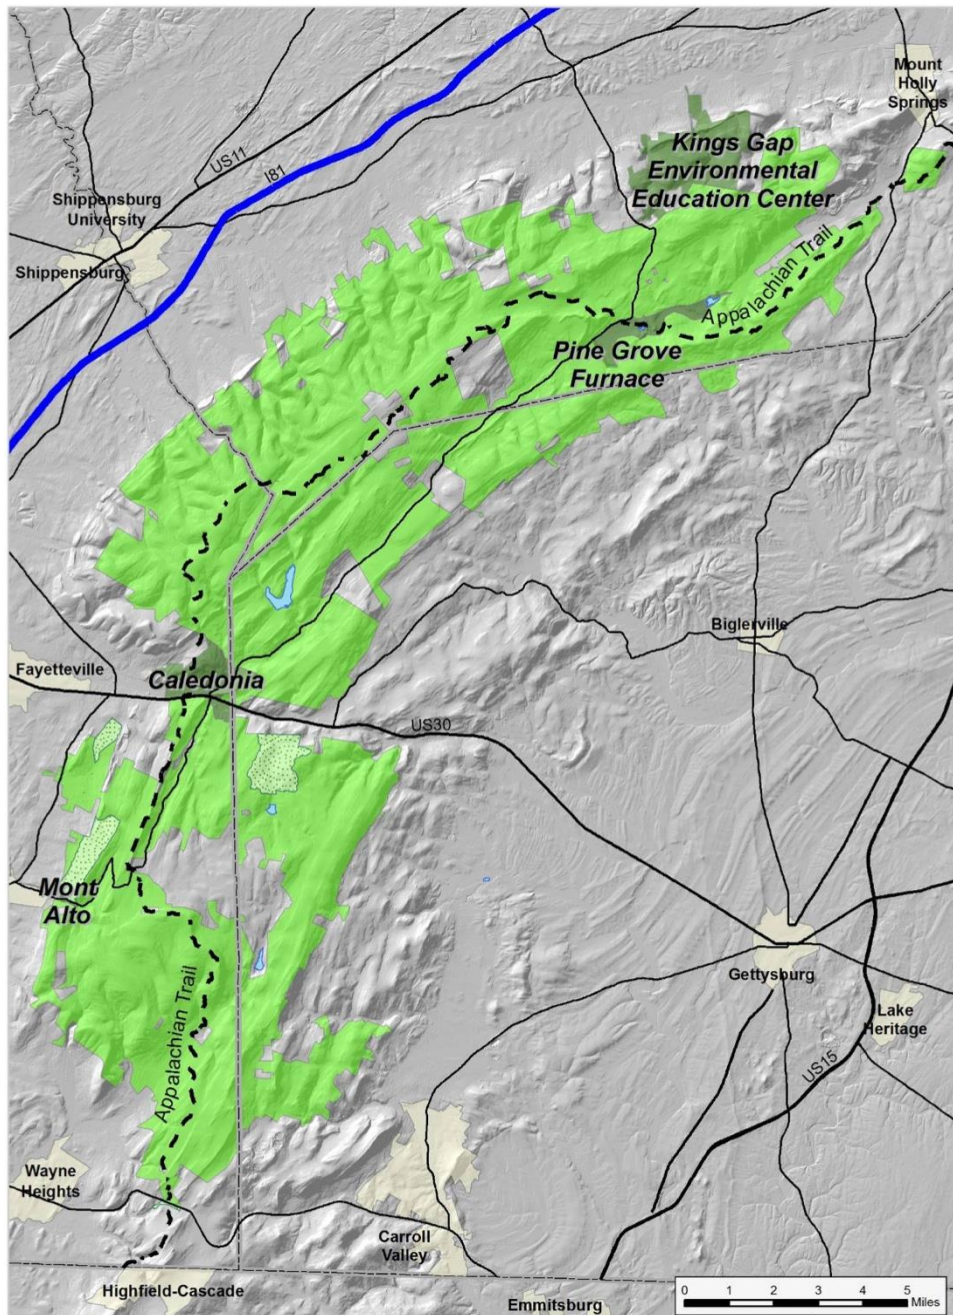 Mount
Holly
Springs
Kings Gap
Environmental
Education Center
US11
I81
Shippensburg
University
Shippensburg
Appalachian Trail
Pine Grove
Furnace
Biglerville
Fayetteville
Caledonia
US30
Mont
Alto
Gettysburg
Lake
Heritage
Appalachian Trail
US15
Wayne
Heights
Carroll
Valley
Highfield-Cascade
Emmitsburg
0 1 2 3 4 5
Miles